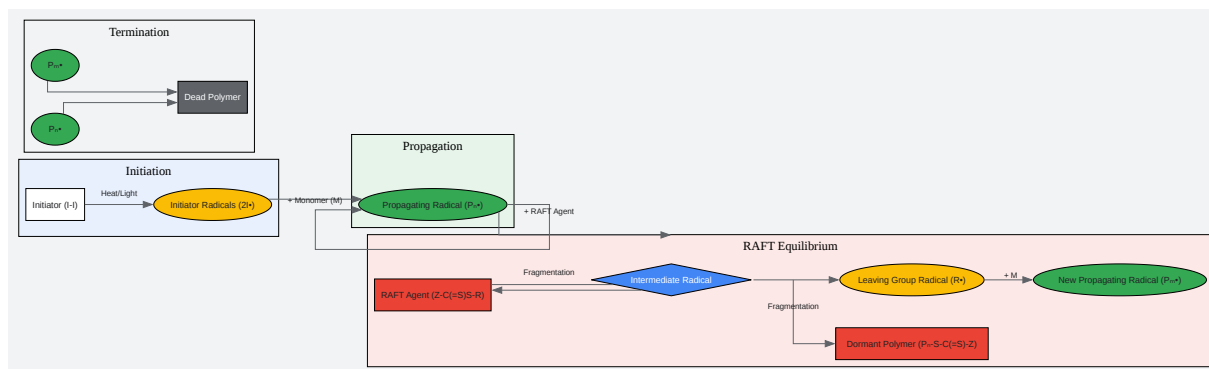 Termination
Pₘ•
Dead Polymer
Pₙ•
Initiation
Initiator (I-I)
Heat/Light
Initiator Radicals (2I•)
+ Monomer (M)
Propagation
Propagating Radical (Pₙ•)
+ RAFT Agent
RAFT Equilibrium
RAFT Agent (Z-C(=S)S-R)
Fragmentation
Intermediate Radical
Fragmentation
Leaving Group Radical (R•)
+ M
New Propagating Radical (Pₘ•)
Dormant Polymer (Pₙ-S-C(=S)-Z)